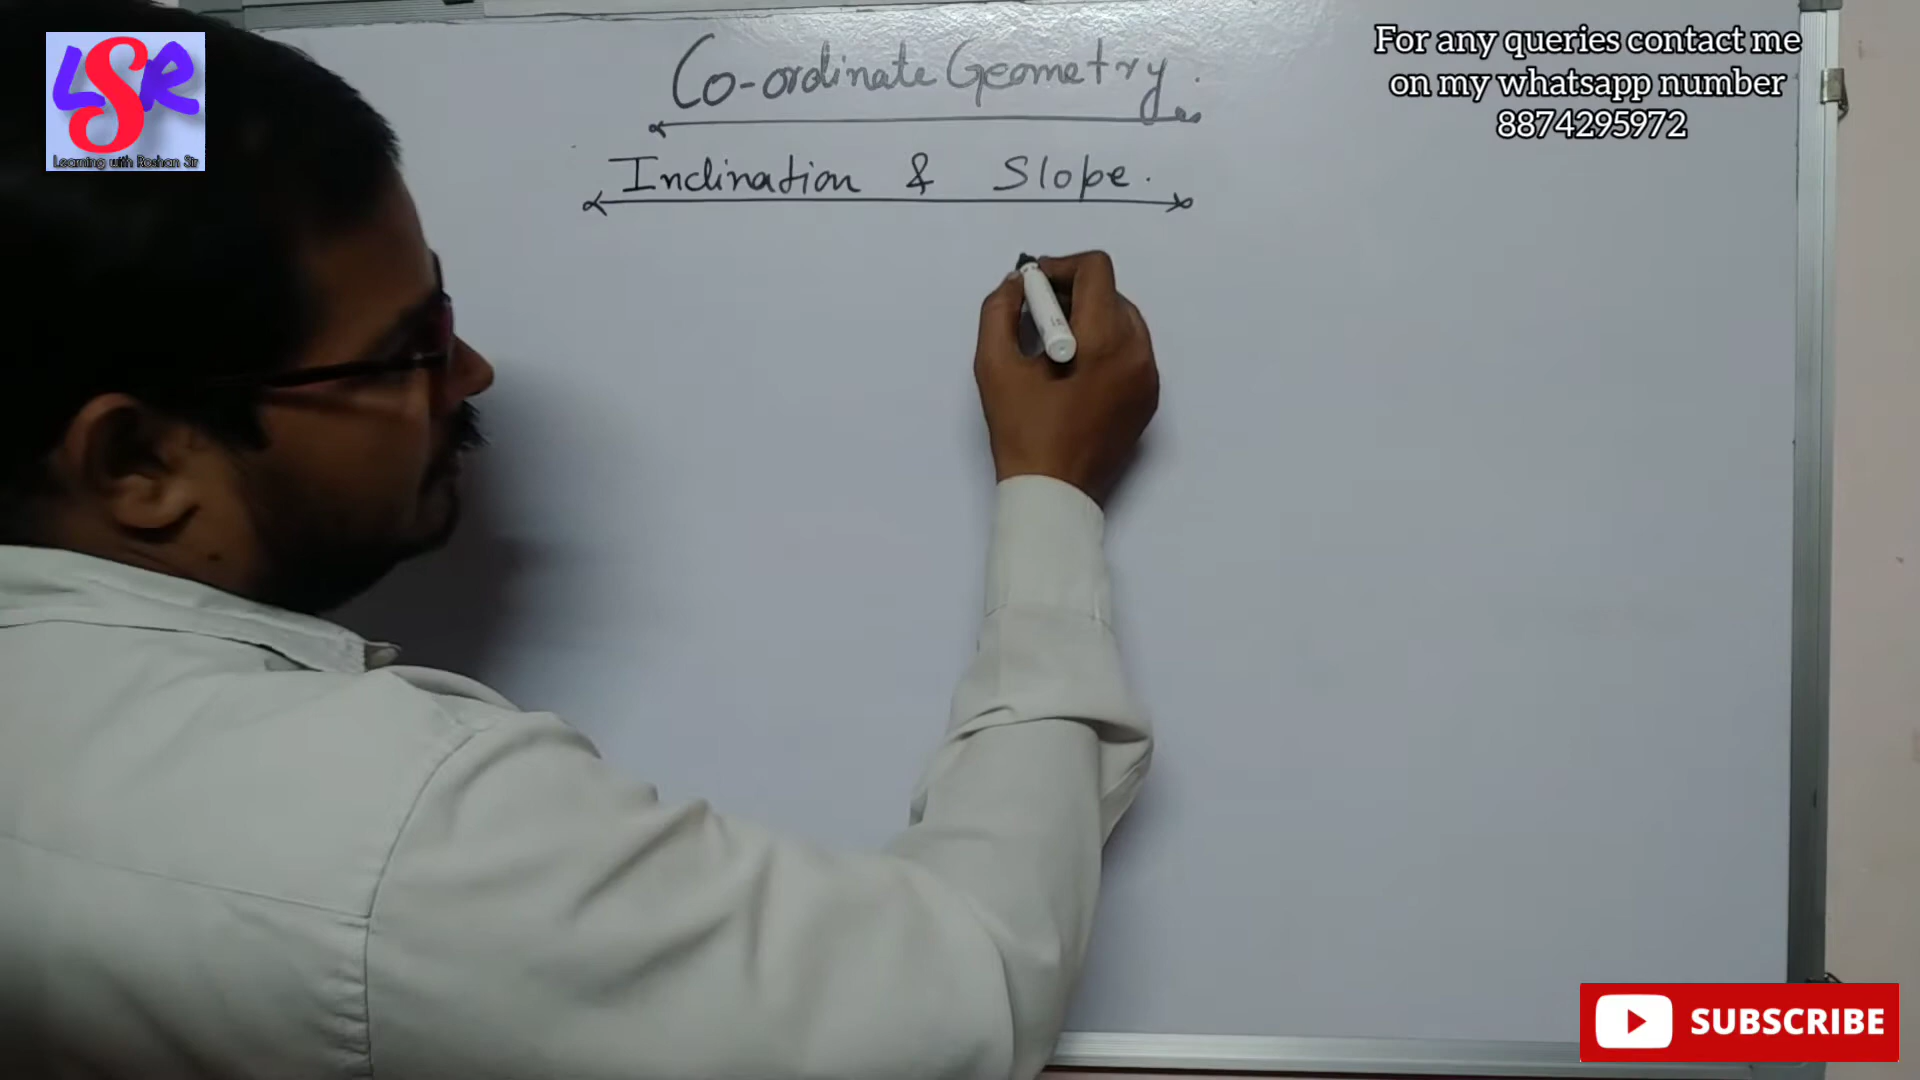 LSR
Learning with Roshan Sir
For any queries contact me
on my whatsapp number
8874295972
Co-ordinate Geometry.
Inclination & Slope.
SUBSCRIBE